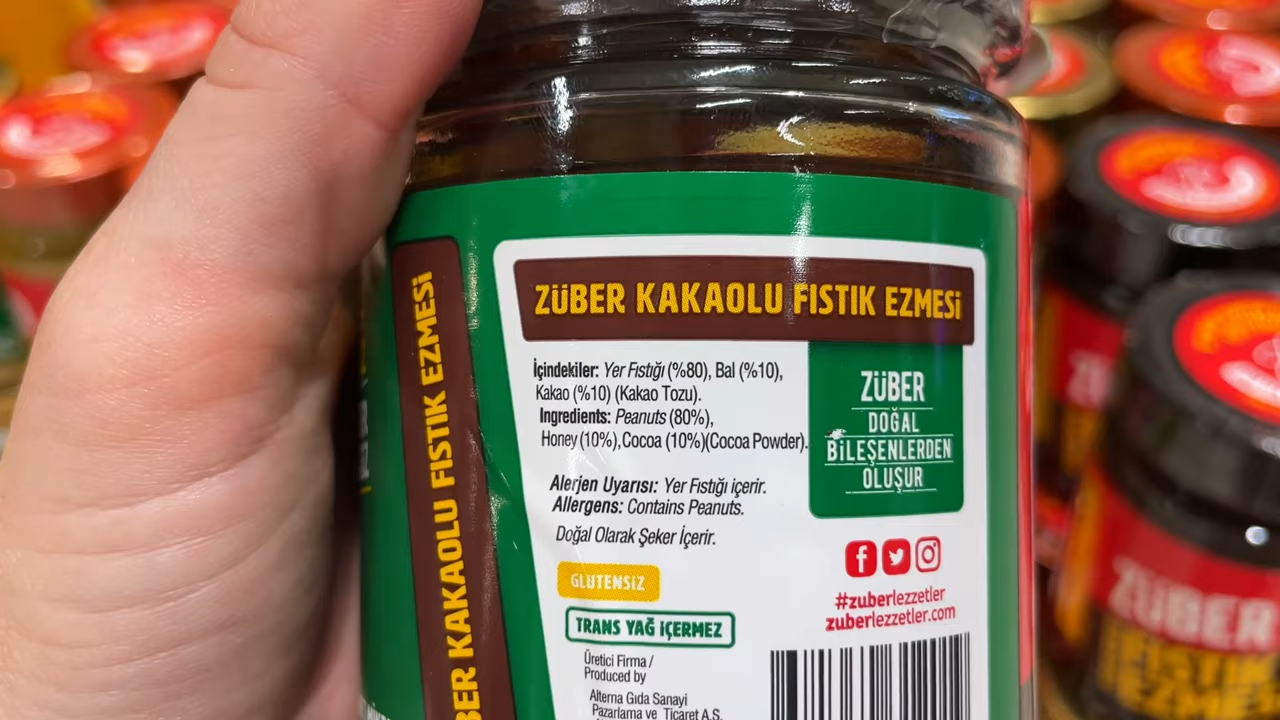 ZÜBER KAKAOLU FISTIK EZMESİ
BER KAKAOLU FISTIK EZMESİ
İçindekiler: Yer Fıstığı (%80), Bal (%10),
Kakao (%10) (Kakao Tozu).
Ingredients: Peanuts (80%),
Honey (10%), Cocoa (10%)(Cocoa Powder).
Alerjen Uyarısı: Yer Fıstığı içerir.
Allergens: Contains Peanuts.
Doğal Olarak Şeker İçerir.
GLUTENSİZ
TRANS YAĞ İÇERMEZ
Üretici Firma /
Produced by
Alterna Gıda Sanayi
Pazarlama ve Ticaret A.Ş.
ZÜBER
DOĞAL
BİLEŞENLERDEN
OLUŞUR
#zuberlezzetler
zuberlezzetler.com
ZÜBER
FISTIK
EZMES